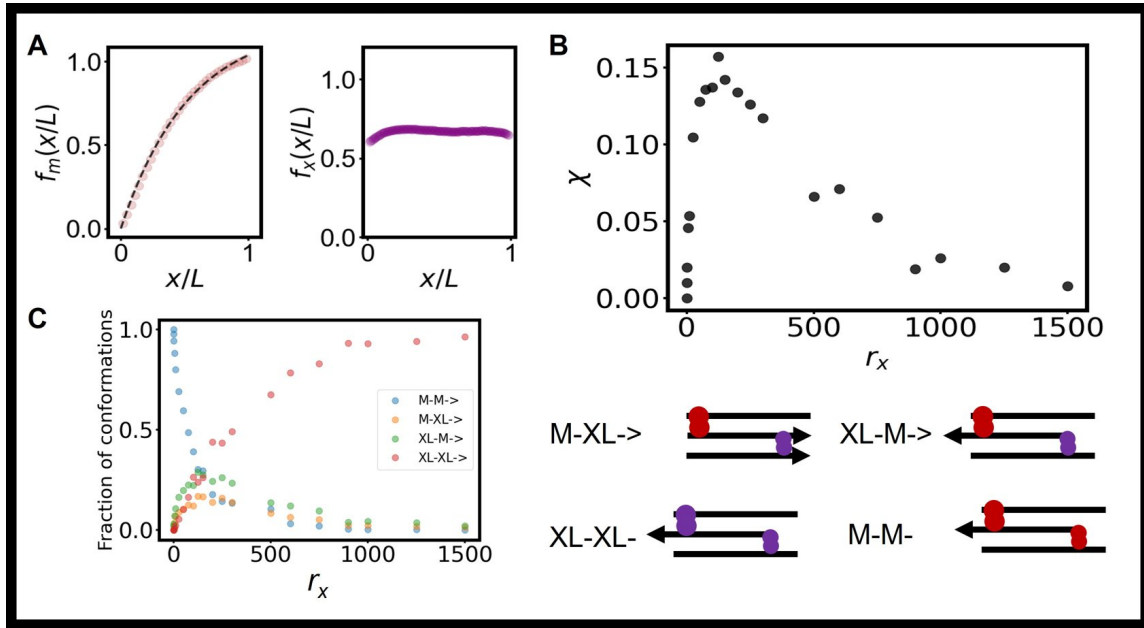 A
f_m(x/L)
1.0
0.5
0.0
0
1
x/L
f_x(x/L)
1.0
0.5
0.0
0
1
x/L
B
χ
0.15
0.10
0.05
0.00
0
500
1000
1500
r_x
C
Fraction of conformations
1.0
0.5
0.0
M-M->
M-XL->
XL-M->
XL-XL->
0
500
1000
1500
r_x
M-XL->
XL-M->
XL-XL-
M-M-